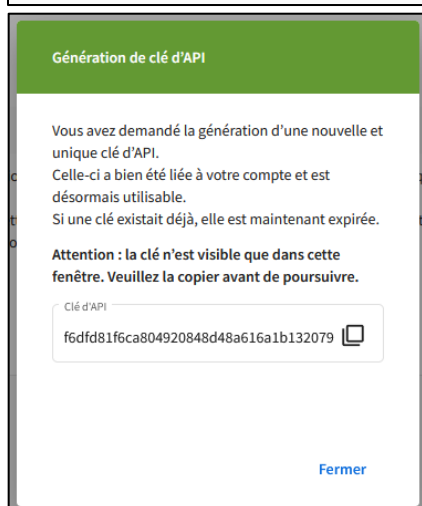 Génération de clé d'API
Vous avez demandé la génération d'une nouvelle et
unique clé d'API.
Celle-ci a bien été liée à votre compte et est
désormais utilisable.
Si une clé existait déjà, elle est maintenant expirée.
Attention : la clé n'est visible que dans cette
fenêtre. Veuillez la copier avant de poursuivre.
Clé d'API
f6dfd81f6ca804920848d48a616a1b132079
Fermer